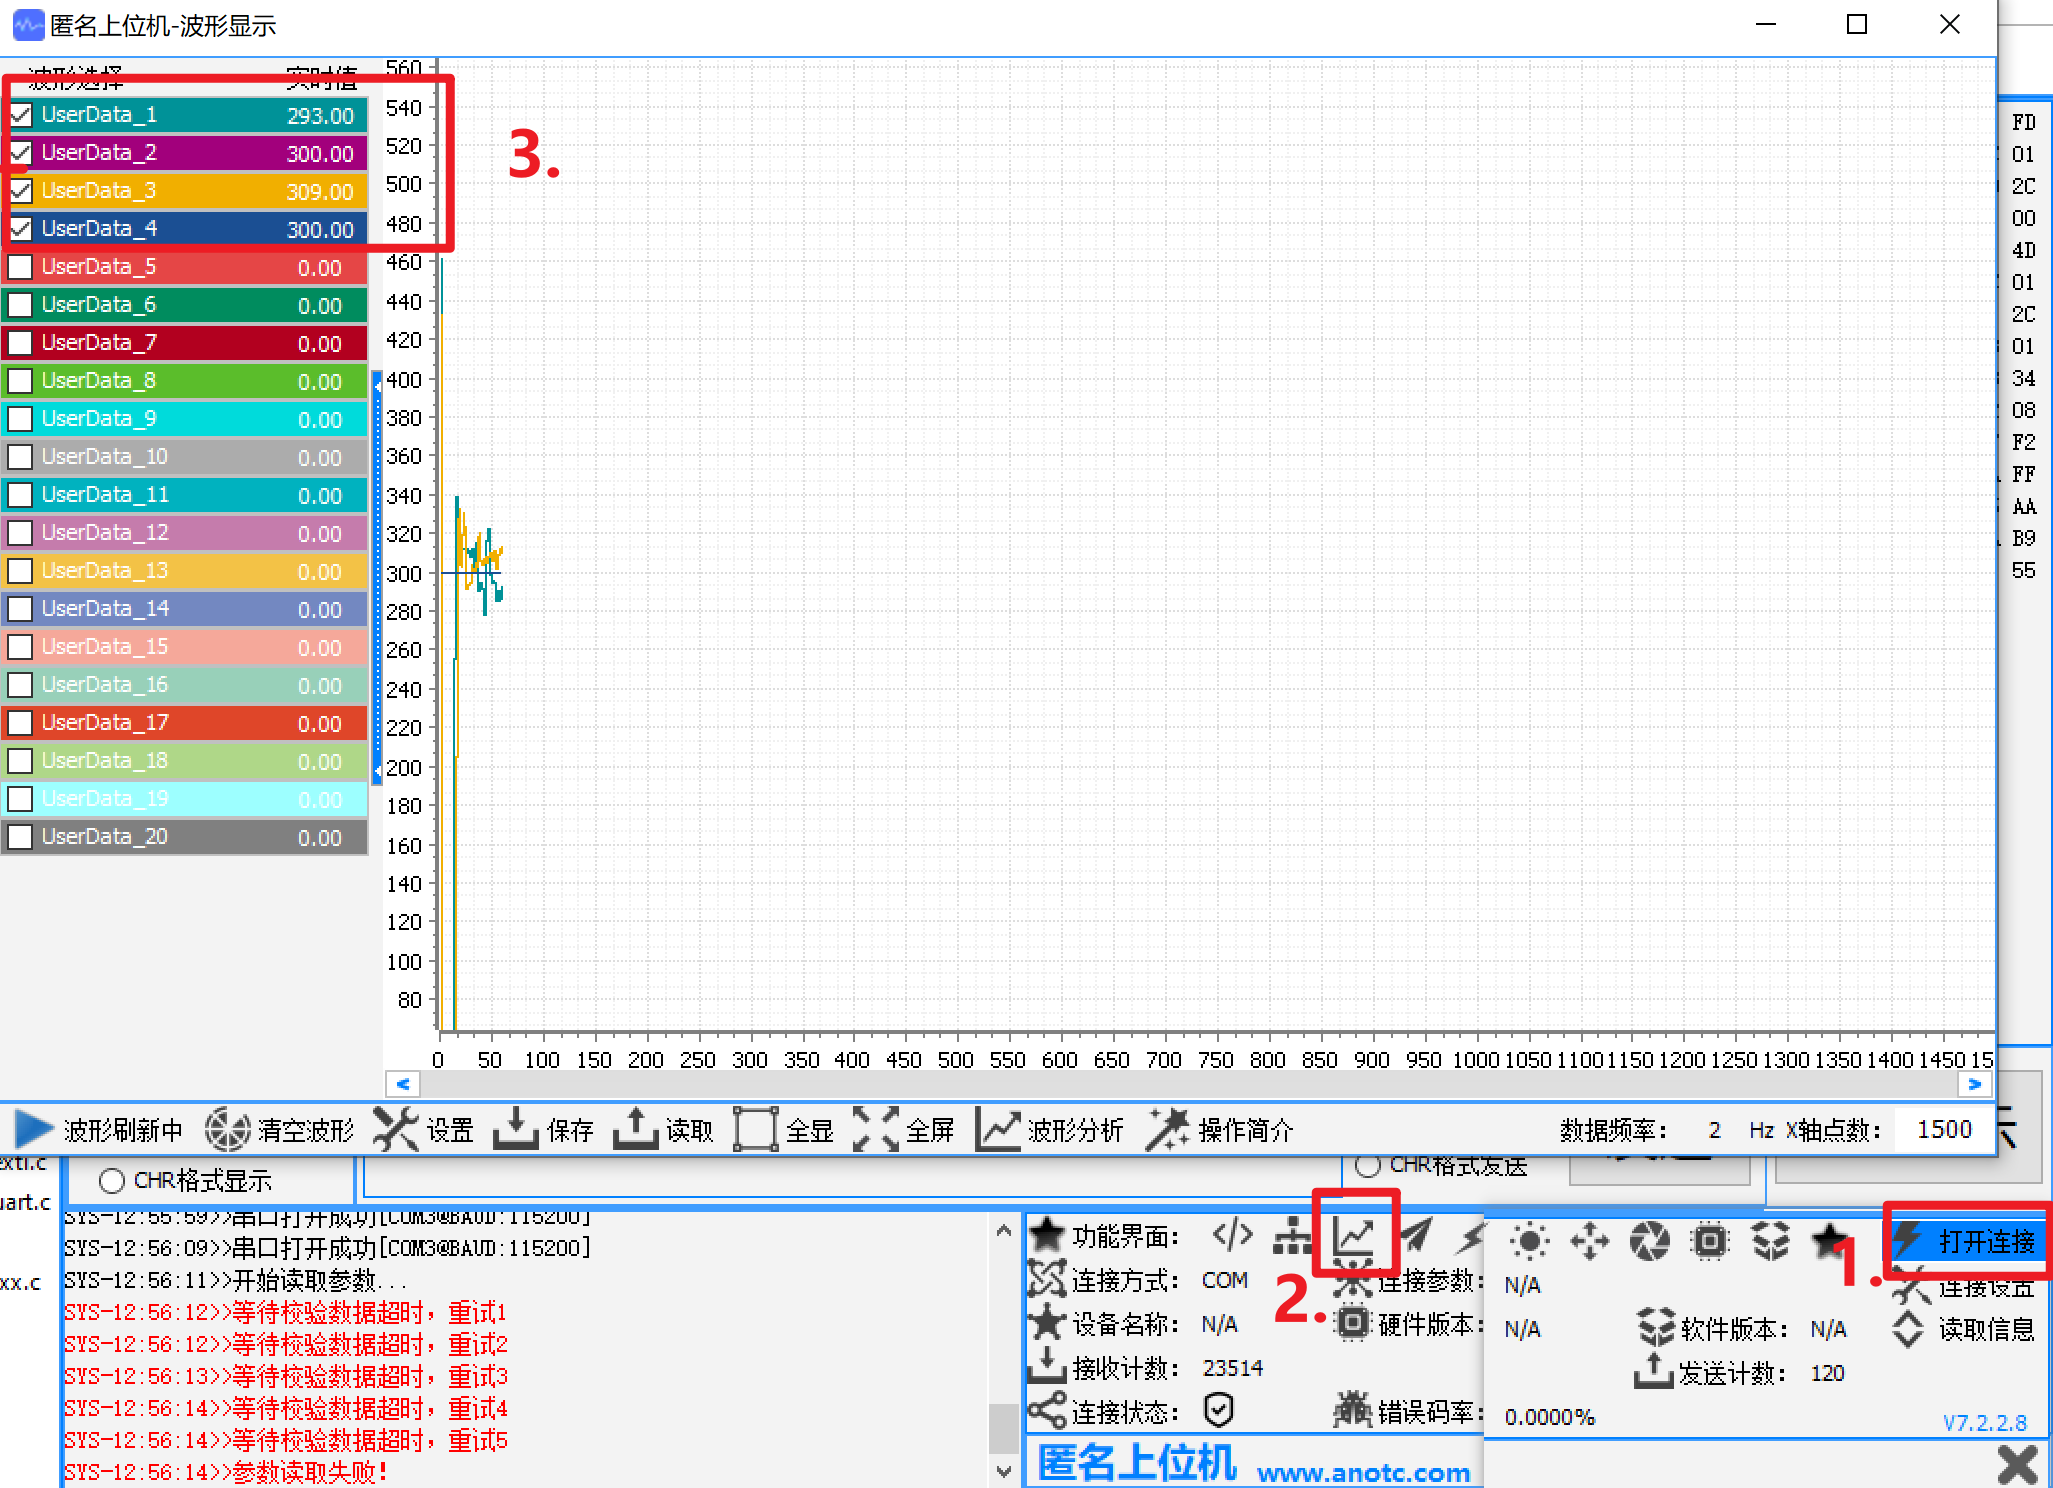 匿名上位机-波形显示
波形选择 实时值
UserData_1 293.00
UserData_2 300.00
UserData_3 309.00
UserData_4 300.00
UserData_5 0.00
UserData_6 0.00
UserData_7 0.00
UserData_8 0.00
UserData_9 0.00
UserData_10 0.00
UserData_11 0.00
UserData_12 0.00
UserData_13 0.00
UserData_14 0.00
UserData_15 0.00
UserData_16 0.00
UserData_17 0.00
UserData_18 0.00
UserData_19 0.00
UserData_20 0.00
3.
560
540
520
500
480
460
440
420
400
380
360
340
320
300
280
260
240
220
200
180
160
140
120
100
80
0 50 100 150 200 250 300 350 400 450 500 550 600 650 700 750 800 850 900 950 1000 1050 1100 1150 1200 1250 1300 1350 1400 1450 15
FD
01
2C
00
4D
01
2C
01
34
08
F2
FF
AA
B9
55
波形刷新中 清空波形 设置 保存 读取 全显 全屏 波形分析 操作简介 数据频率： 2 Hz X轴点数： 1500
exti.c
uart.c
xx.c
CHR格式显示
CHR格式发送
SYS-12:55:59>>串口打开成功[COM3@BAUD:115200]
SYS-12:56:09>>串口打开成功[COM3@BAUD:115200]
SYS-12:56:11>>开始读取参数...
SYS-12:56:12>>等待校验数据超时，重试1
SYS-12:56:12>>等待校验数据超时，重试2
SYS-12:56:13>>等待校验数据超时，重试3
SYS-12:56:14>>等待校验数据超时，重试4
SYS-12:56:14>>等待校验数据超时，重试5
SYS-12:56:14>>参数读取失败!
功能界面： 打开连接
1.
2.
连接方式： COM 连接参数： N/A 连接设置
设备名称： N/A 硬件版本： N/A 软件版本： N/A 读取信息
接收计数： 23514 发送计数： 120
连接状态： 错误码率： 0.0000% V7.2.2.8
匿名上位机 www.anotc.com